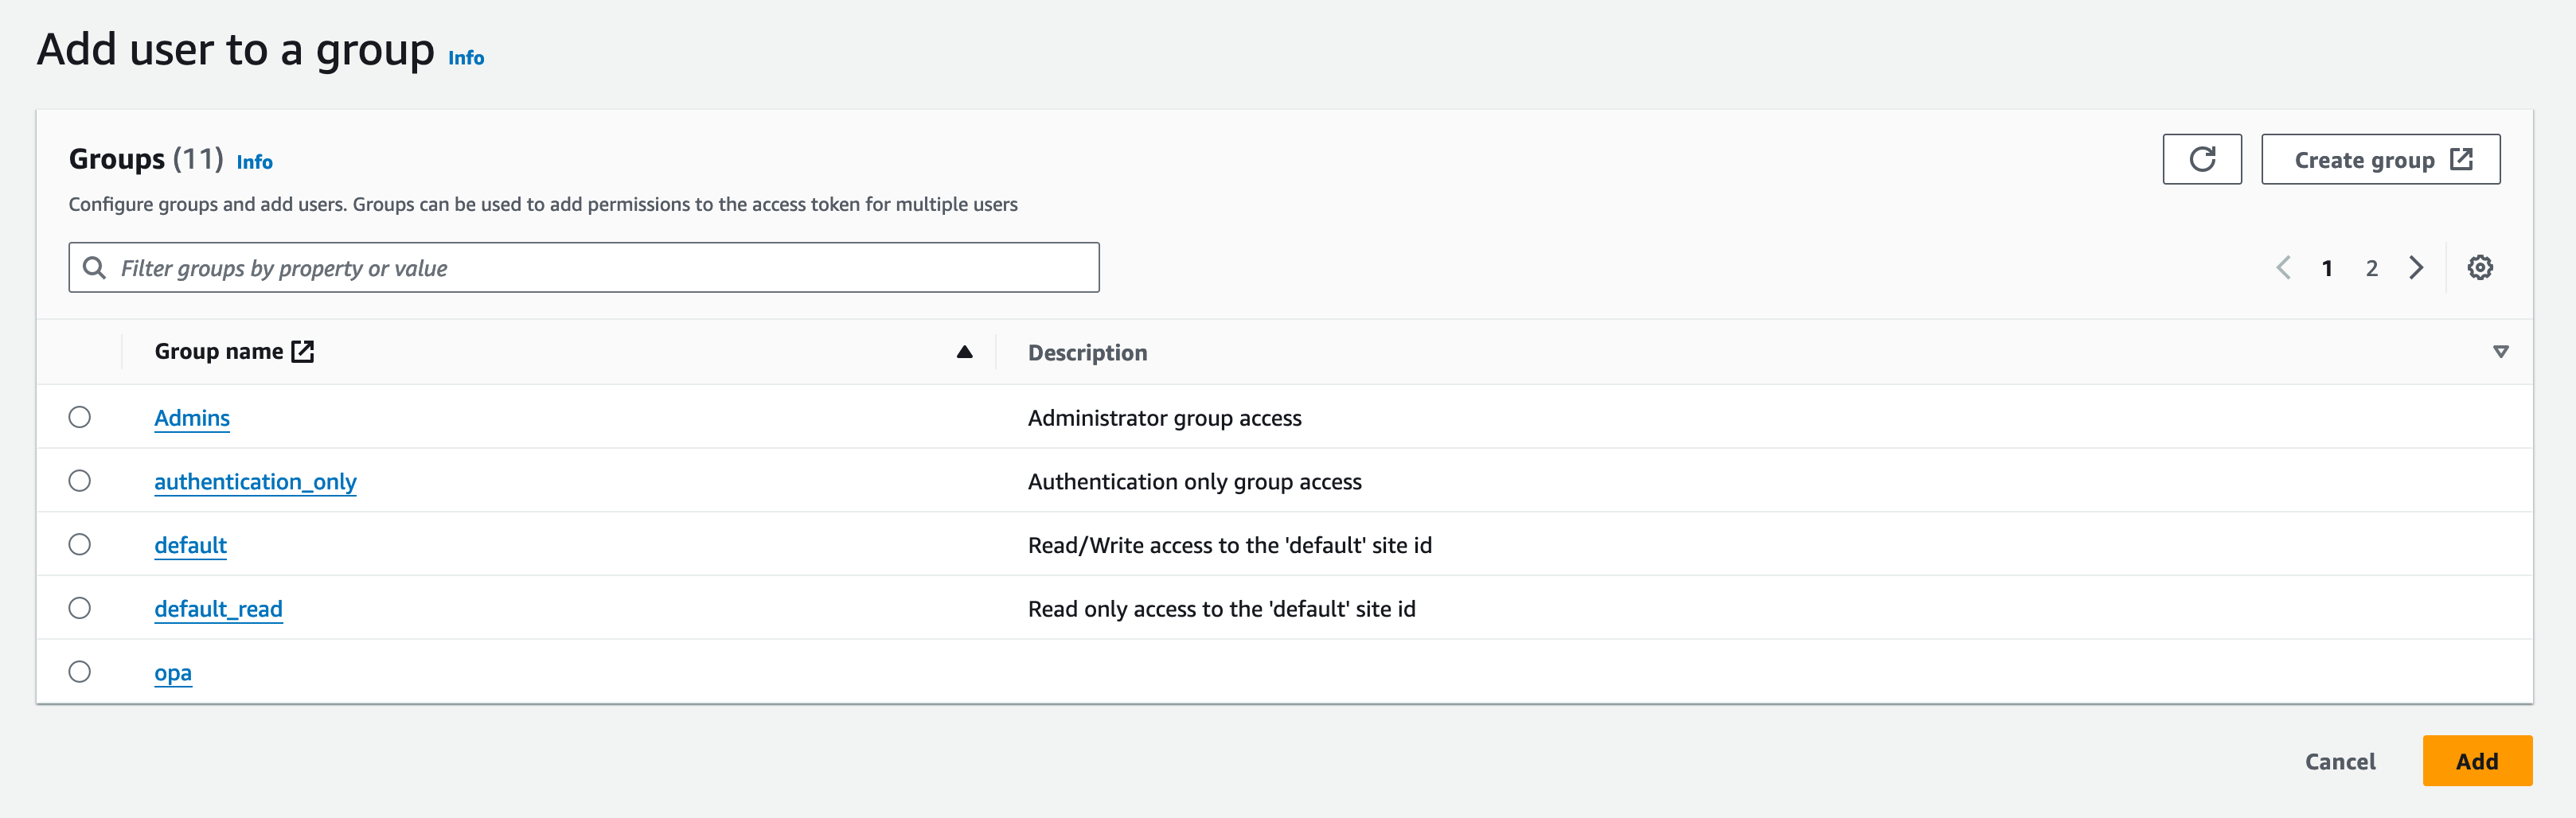 Add user to a group Info
Groups (11) Info
Create group
Configure groups and add users. Groups can be used to add permissions to the access token for multiple users
Filter groups by property or value
1 2
Group name Description
Admins Administrator group access
authentication_only Authentication only group access
default Read/Write access to the 'default' site id
default_read Read only access to the 'default' site id
opa
Cancel Add